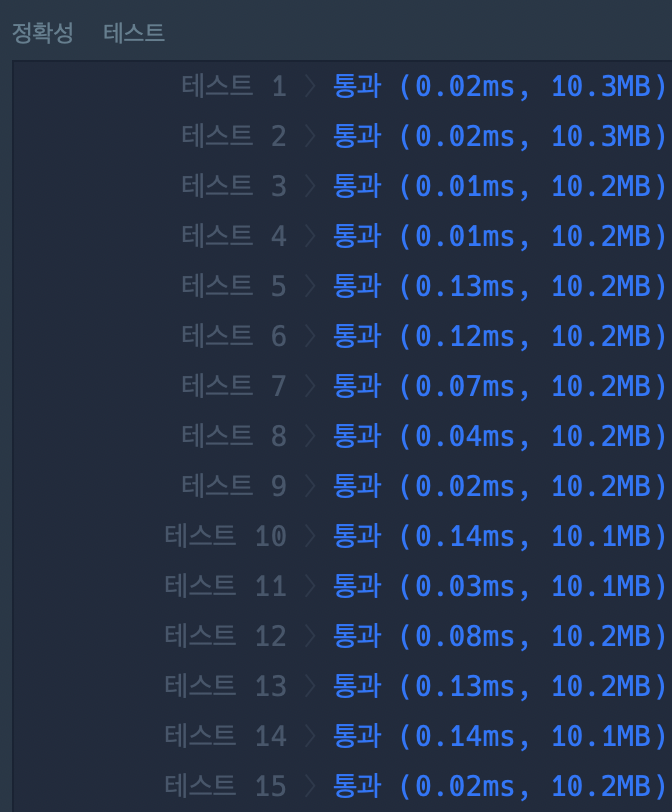 정확성 테스트
테스트 1 〉 통과 (0.02ms, 10.3MB)
테스트 2 〉 통과 (0.02ms, 10.3MB)
테스트 3 〉 통과 (0.01ms, 10.2MB)
테스트 4 〉 통과 (0.01ms, 10.2MB)
테스트 5 〉 통과 (0.13ms, 10.2MB)
테스트 6 〉 통과 (0.12ms, 10.2MB)
테스트 7 〉 통과 (0.07ms, 10.2MB)
테스트 8 〉 통과 (0.04ms, 10.2MB)
테스트 9 〉 통과 (0.02ms, 10.2MB)
테스트 10 〉 통과 (0.14ms, 10.1MB)
테스트 11 〉 통과 (0.03ms, 10.1MB)
테스트 12 〉 통과 (0.08ms, 10.2MB)
테스트 13 〉 통과 (0.13ms, 10.2MB)
테스트 14 〉 통과 (0.14ms, 10.1MB)
테스트 15 〉 통과 (0.02ms, 10.2MB)